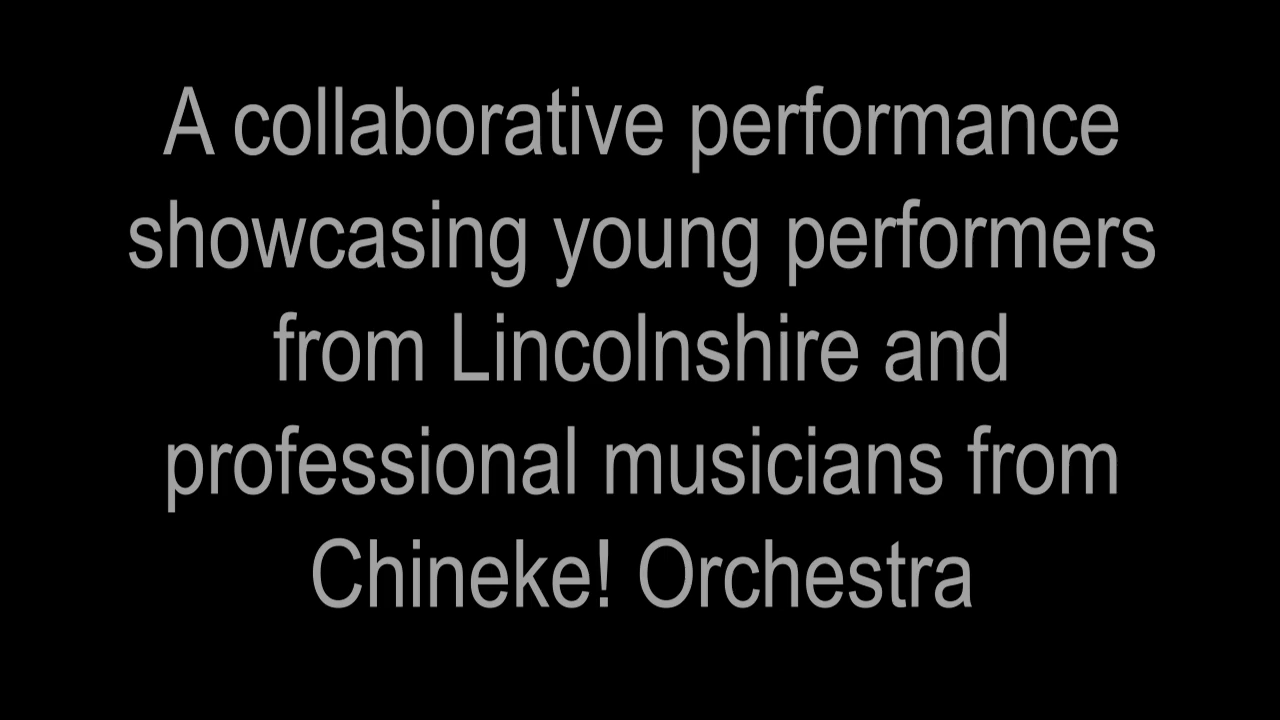 A collaborative performance
showcasing young performers
from Lincolnshire and
professional musicians from
Chineke! Orchestra